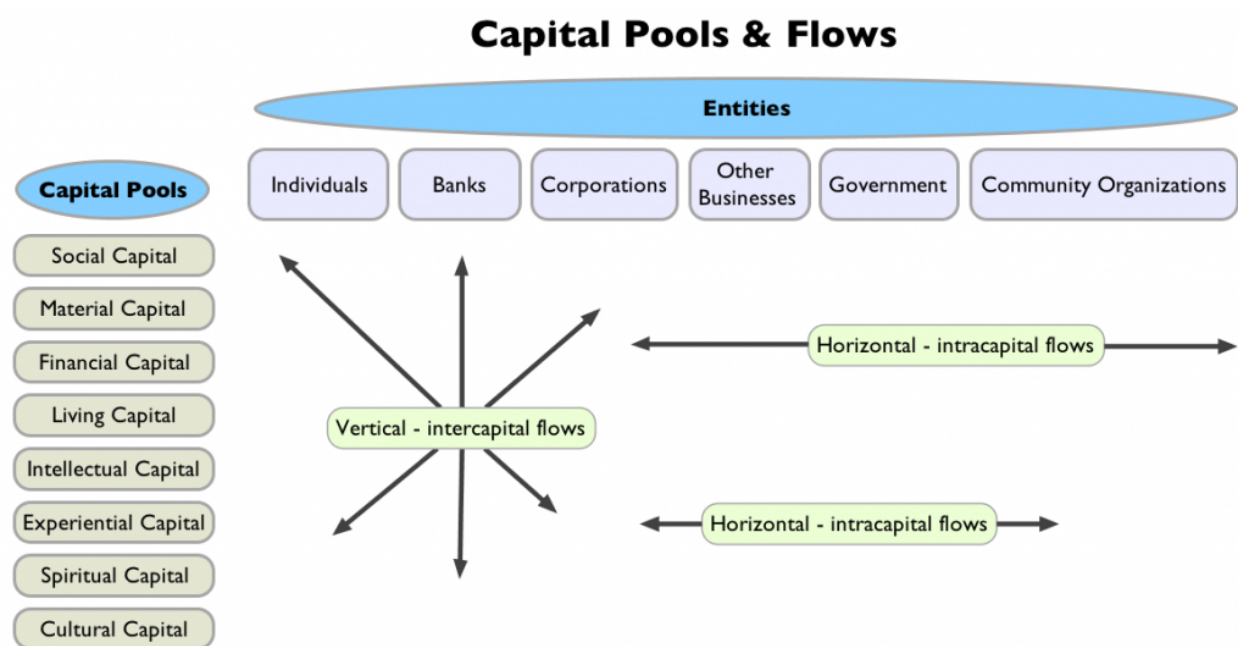 Capital Pools & Flows
Entities
Capital Pools
Individuals
Banks
Corporations
Other
Businesses
Government
Community Organizations
Social Capital
Material Capital
Financial Capital
Living Capital
Intellectual Capital
Experiential Capital
Spiritual Capital
Cultural Capital
Vertical - intercapital flows
Horizontal - intracapital flows
Horizontal - intracapital flows